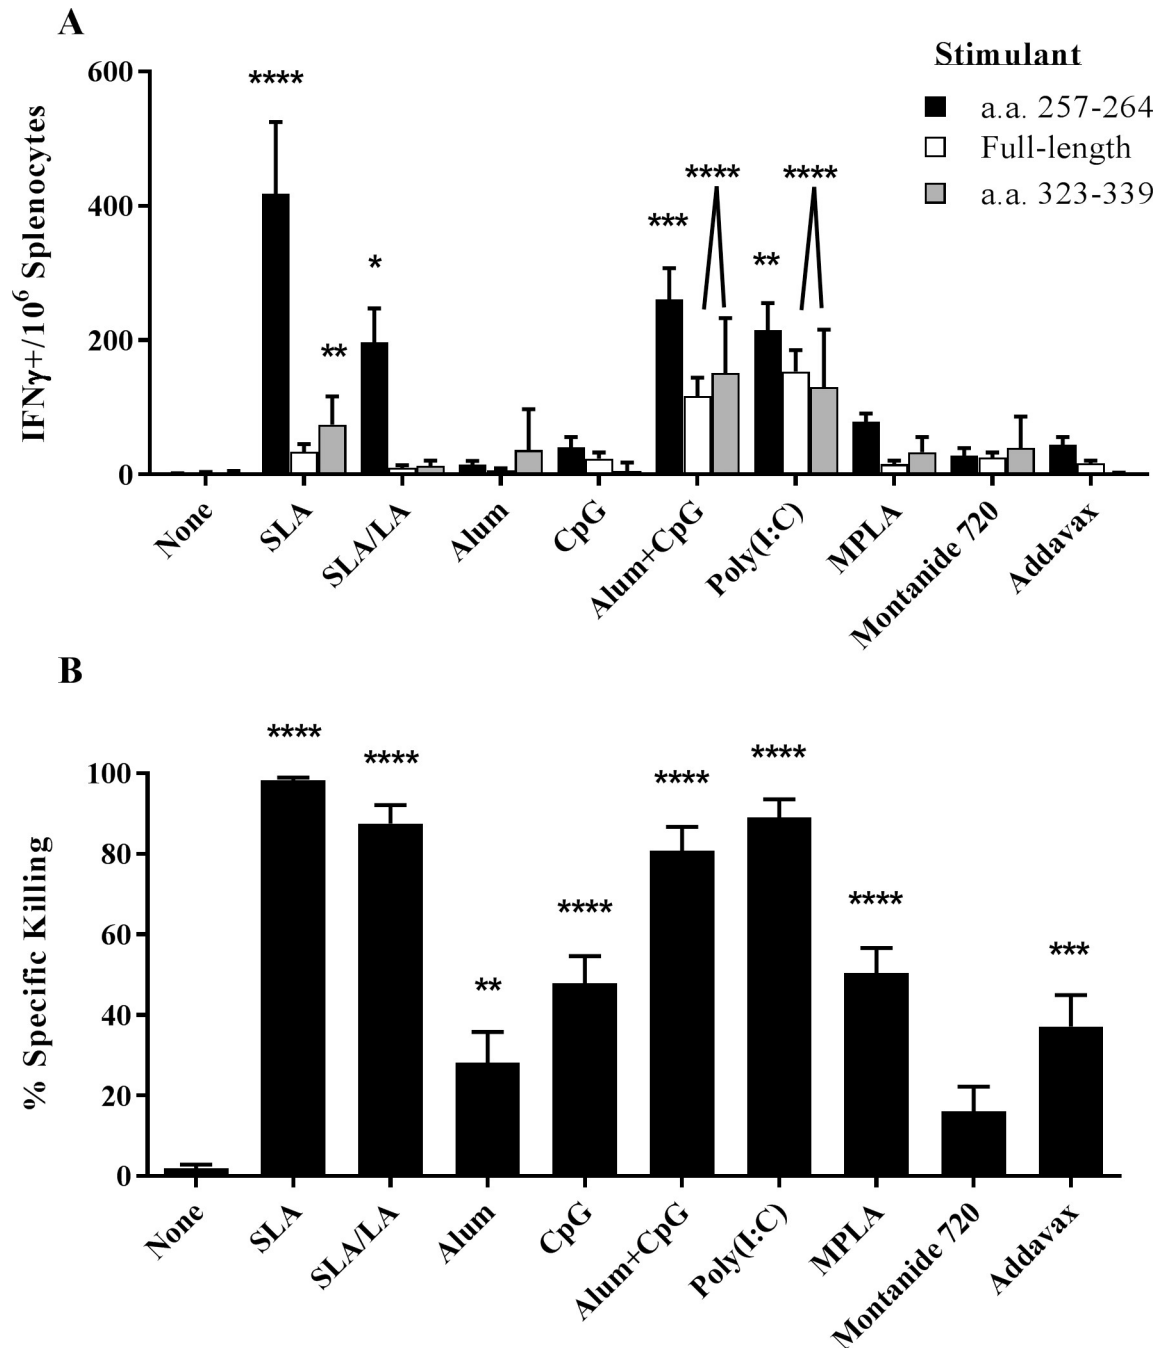 A
Stimulant
a.a. 257-264
Full-length
a.a. 323-339
IFNγ+/10⁶ Splenocytes
600
400
200
0
****
**
*
***
****
**
****
None
SLA
SLA/LA
Alum
CpG
Alum+CpG
Poly(I:C)
MPLA
Montanide 720
Addavax
B
% Specific Killing
100
80
60
40
20
0
****
****
**
****
****
****
****
***
None
SLA
SLA/LA
Alum
CpG
Alum+CpG
Poly(I:C)
MPLA
Montanide 720
Addavax